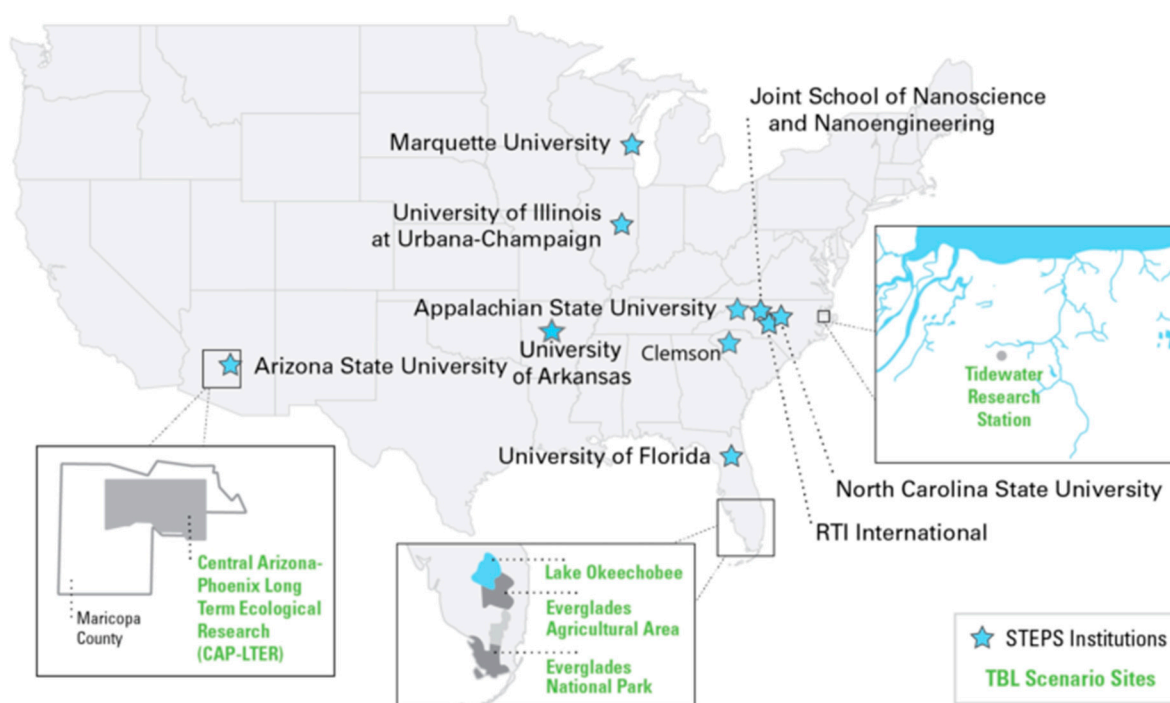 Joint School of Nanoscience
and Nanoengineering
Marquette University
University of Illinois
at Urbana-Champaign
Appalachian State University
University
of Arkansas
Clemson
Arizona State University
Tidewater
Research
Station
University of Florida
North Carolina State University
RTI International
Central Arizona-
Phoenix Long
Term Ecological
Research
(CAP-LTER)
Maricopa
County
Lake Okeechobee
Everglades
Agricultural Area
Everglades
National Park
STEPS Institutions
TBL Scenario Sites